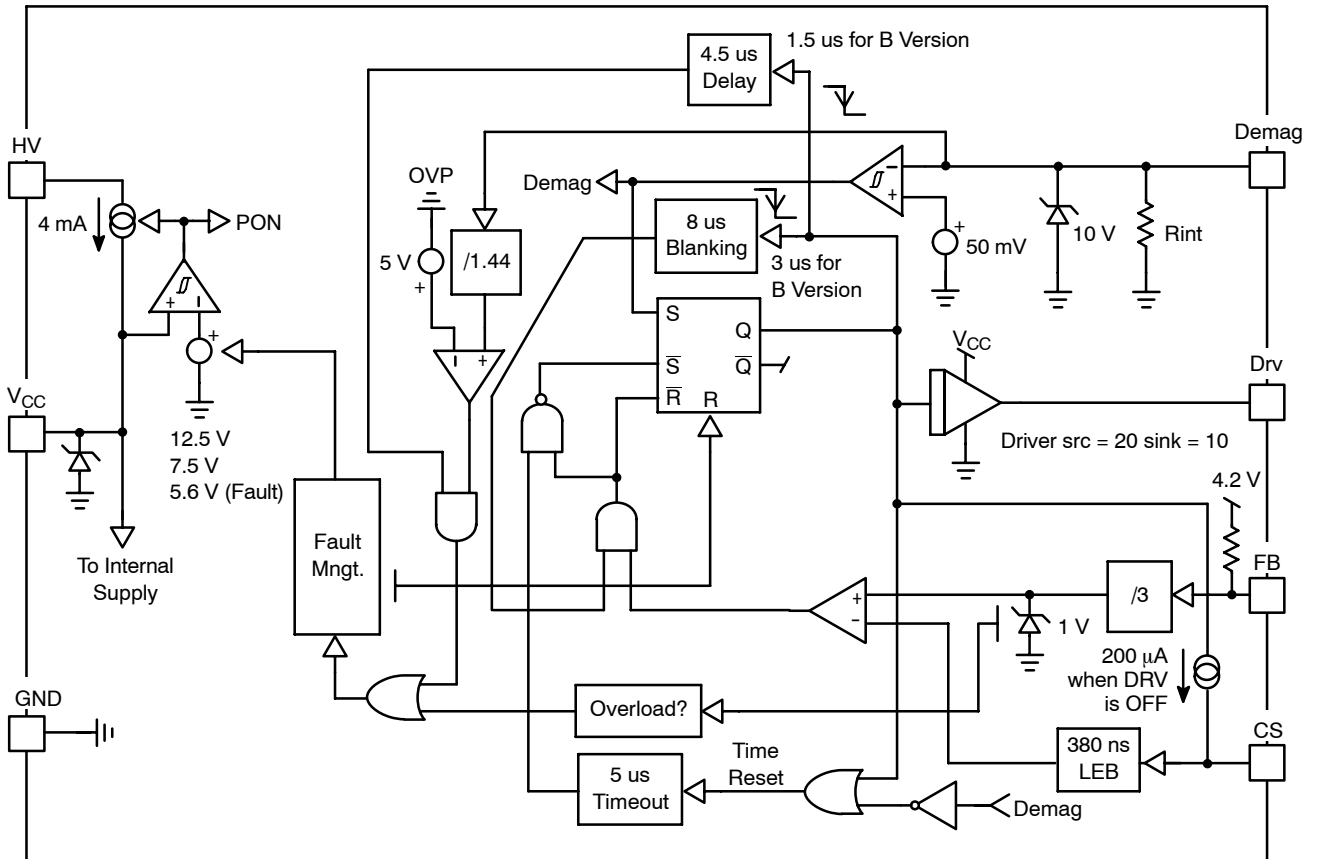 4.5 us
Delay
1.5 us for B Version
HV
Demag
OVP
Demag
4 mA
PON
8 us
Blanking
5 V
+
/1.44
3 us for
B Version
+
-
+
50 mV
10 V
Rint
+ -
+
- +
S
Q
S̅
Q̅
R̅
R
VCC
Drv
VCC
12.5 V
7.5 V
5.6 V (Fault)
Driver src = 20 sink = 10
4.2 V
To Internal
Supply
Fault
Mngt.
FB
+
-
/3
1 V
200 μA
when DRV
is OFF
GND
Overload?
CS
380 ns
LEB
Time
Reset
5 us
Timeout
Demag